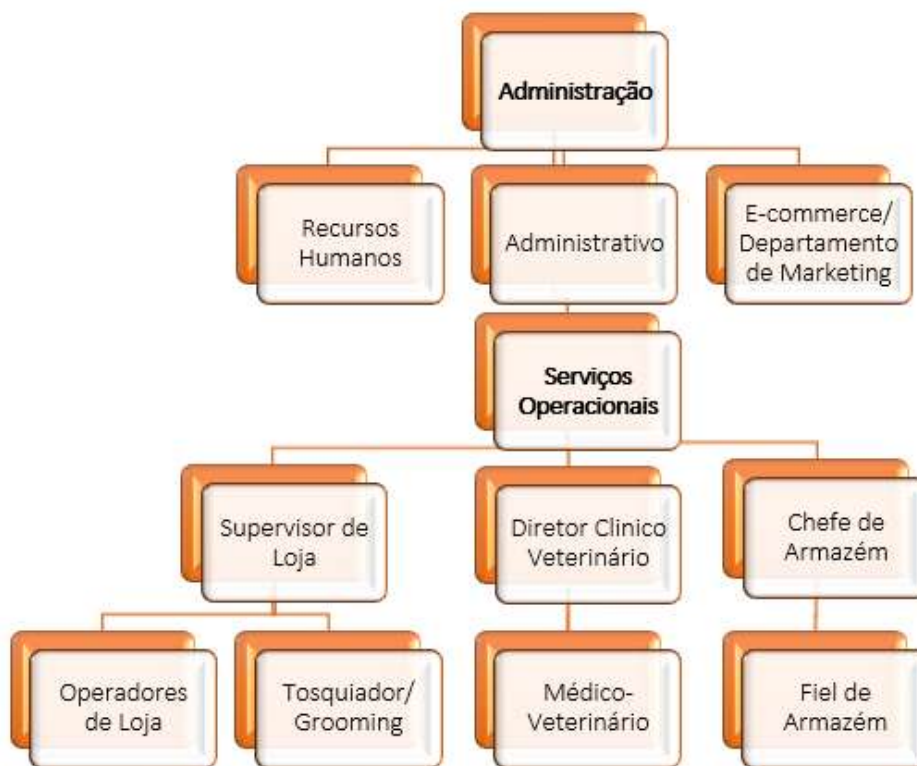 Administração
Recursos
Humanos
Administrativo
E-commerce/
Departamento
de Marketing
Serviços
Operacionais
Supervisor de
Loja
Diretor Clinico
Veterinário
Chefe de
Armazém
Operadores
de Loja
Tosquiador/
Grooming
Médico-
Veterinário
Fiel de
Armazém